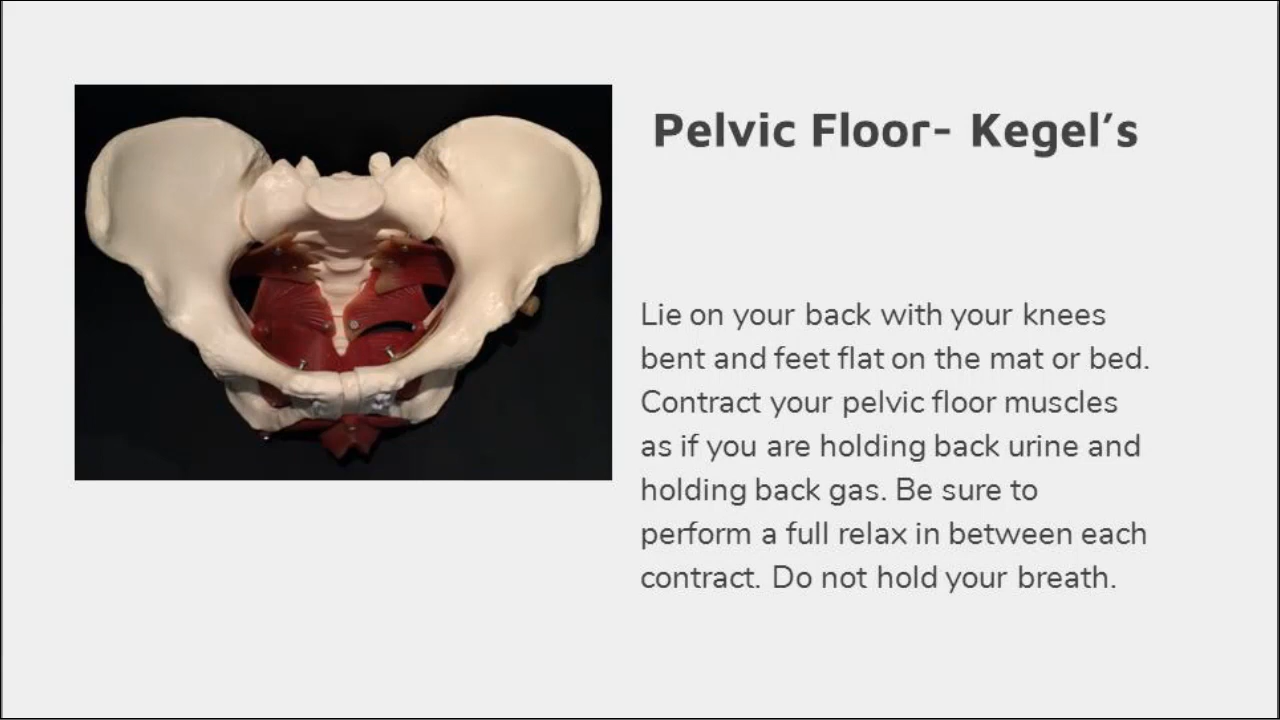 Pelvic Floor- Kegel’s
Lie on your back with your knees
bent and feet flat on the mat or bed.
Contract your pelvic floor muscles
as if you are holding back urine and
holding back gas. Be sure to
perform a full relax in between each
contract. Do not hold your breath.